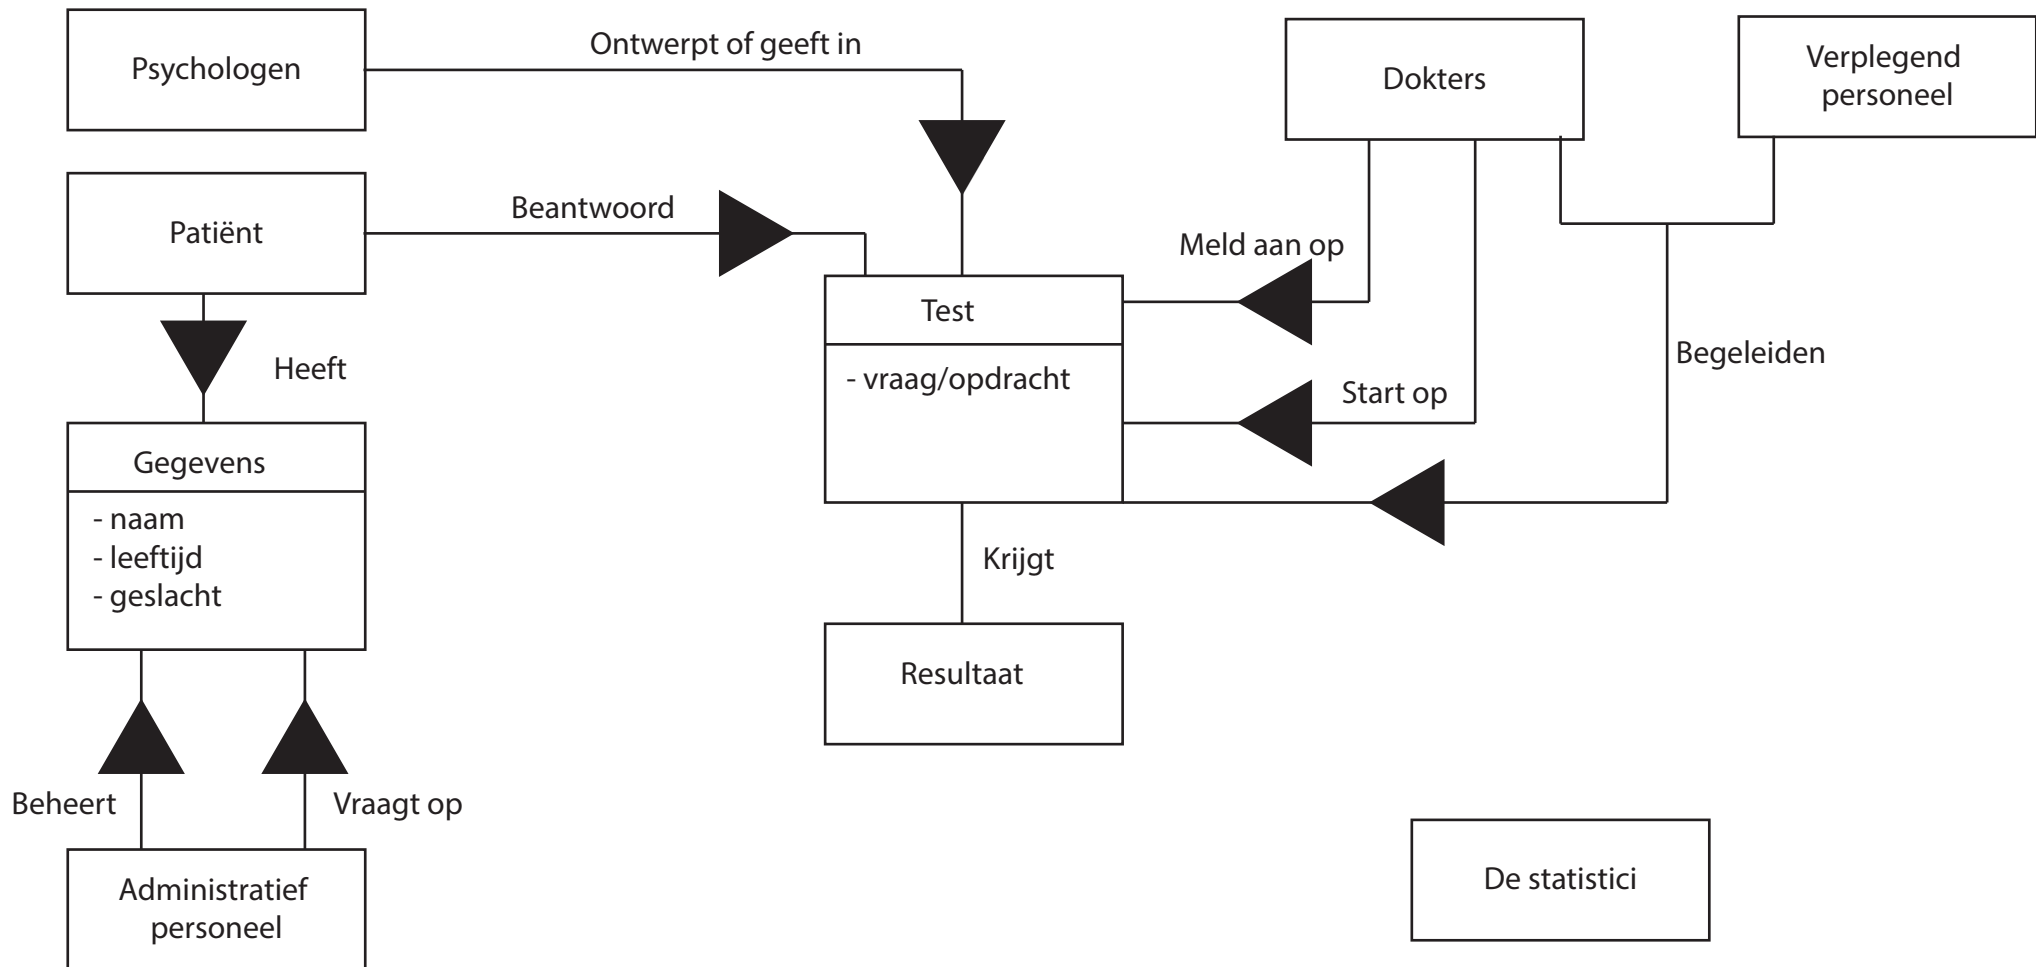 Psychologen
Ontwerpt of geeft in
Dokters
Verplegend
personeel
Patiënt
Beantwoord
Meld aan op
Test
- vraag/opdracht
Begeleiden
Heeft
Start op
Gegevens
- naam
- leeftijd
- geslacht
Krijgt
Resultaat
Beheert
Vraagt op
Administratief
personeel
De statistici